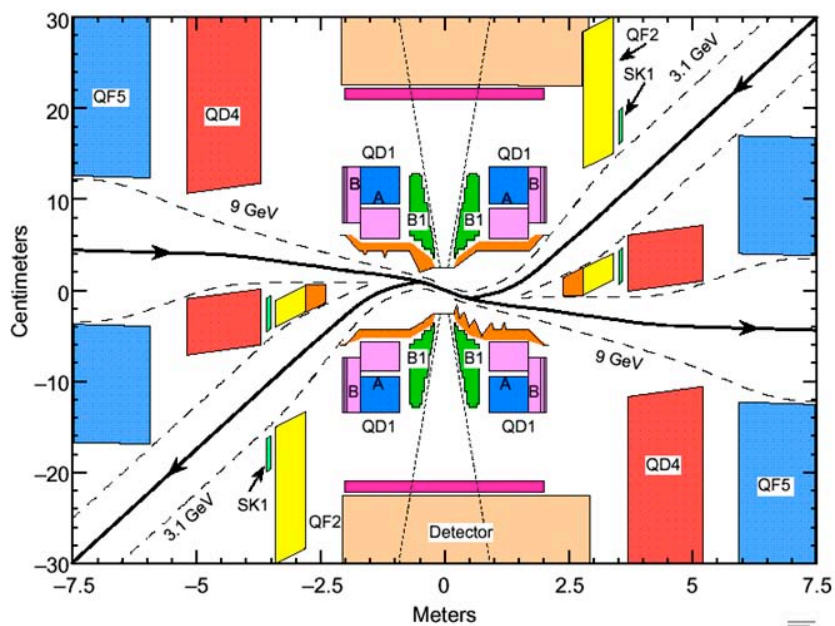 30
QF2
SK1
3.1 GeV
QF5
QD4
20
QD1
QD1
B
A
A
B
10
B1
B1
9 GeV
Centimeters
0
B1
B1
9 GeV
–10
B
A
A
B
QD1
QD1
QD4
SK1
QF5
–20
3.1 GeV
QF2
Detector
–30
–7.5
–5
–2.5
0
2.5
5
7.5
Meters